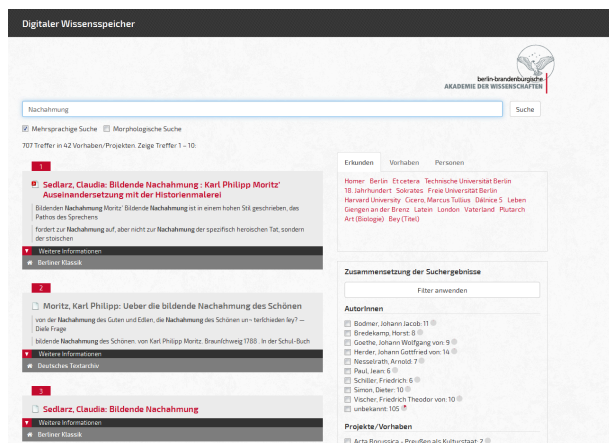 Digitaler Wissensspeicher
berlin-brandenburgische
AKADEMIE DER WISSENSCHAFTEN
Nachahmung
Suche
Mehrsprachige Suche Morphologische Suche
707 Treffer in 42 Vorhaben/Projekten. Zeige Treffer 1 – 10:
1
Sedlarz, Claudia: Bildende Nachahmung : Karl Philipp Moritz'
Auseinandersetzung mit der Historienmalerei
Bildenden Nachahmung Moritz' Bildende Nachahmung ist in einem hohen Stil geschrieben, das
Pathos des Sprechens
fordert zur Nachahmung auf, aber nicht zur Nachahmung der spezifisch heroischen Tat, sondern
der stoischen
Weitere Informationen
Berliner Klassik
2
Moritz, Karl Philipp: Ueber die bildende Nachahmung des Schönen
von der Nachahmung des Guten und Edlen, die Nachahmung des Schönen un– terſchieden ſey? —
Dieſe Frage
bildende Nachahmung des Schönen. von Karl Philipp Moritz. Braunſchweig 1788 . In der Schul-Buch
Weitere Informationen
Deutsches Textarchiv
3
Sedlarz, Claudia: Bildende Nachahmung
Weitere Informationen
Berliner Klassik
Erkunden Vorhaben Personen
Homer Berlin Et cetera Technische Universität Berlin
18. Jahrhundert Sokrates Freie Universität Berlin
Harvard University Cicero, Marcus Tullius Dálnice 5 Leben
Giengen an der Brenz Latein London Vaterland Plutarch
Art (Biologie) Bey (Titel)
Zusammensetzung der Suchergebnisse
Filter anwenden
AutorInnen
Bodmer, Johann Jacob: 11
Bredekamp, Horst: 8
Goethe, Johann Wolfgang von: 9
Herder, Johann Gottfried von: 14
Nesselrath, Arnold: 7
Paul, Jean: 6
Schiller, Friedrich: 6
Simon, Dieter: 10
Vischer, Friedrich Theodor von: 10
unbekannt: 105
Projekte/Vorhaben
Acta Borussica – Preußen als Kulturstaat: 7